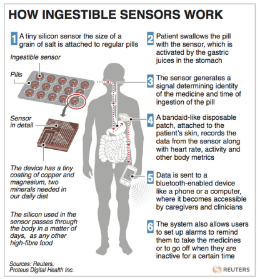 HOW INGESTIBLE SENSORS WORK
1 A tiny silicon sensor the size of a
grain of salt is attached to regular pills
Ingestible sensor
Pills
Sensor
in detail
The device has a tiny
coating of copper and
magnesium, two
minerals needed in
our daily diet
The silicon used in the
sensor passes through
the body in a matter of
days, as any other
high-fibre food
2 Patient swallows the pill
with the sensor, which is
activated by the gastric
juices in the stomach
3 The sensor generates a
signal determining identity
of the medicine and time of
ingestion of the pill
4 A bandaid-like disposable
patch, attached to the
patient's skin, records the
data from the sensor along
with heart rate, activity and
other body metrics
5 Data is sent to a
bluetooth-enabled device
like a phone or a computer,
where it becomes accessible
by caregivers and clinicians
6 The system also allows users
to set up alarms to remind
them to take the medicines
or to go off when they are
inactive for a certain time
Sources: Reuters,
Proteus Digital Health Inc.
REUTERS